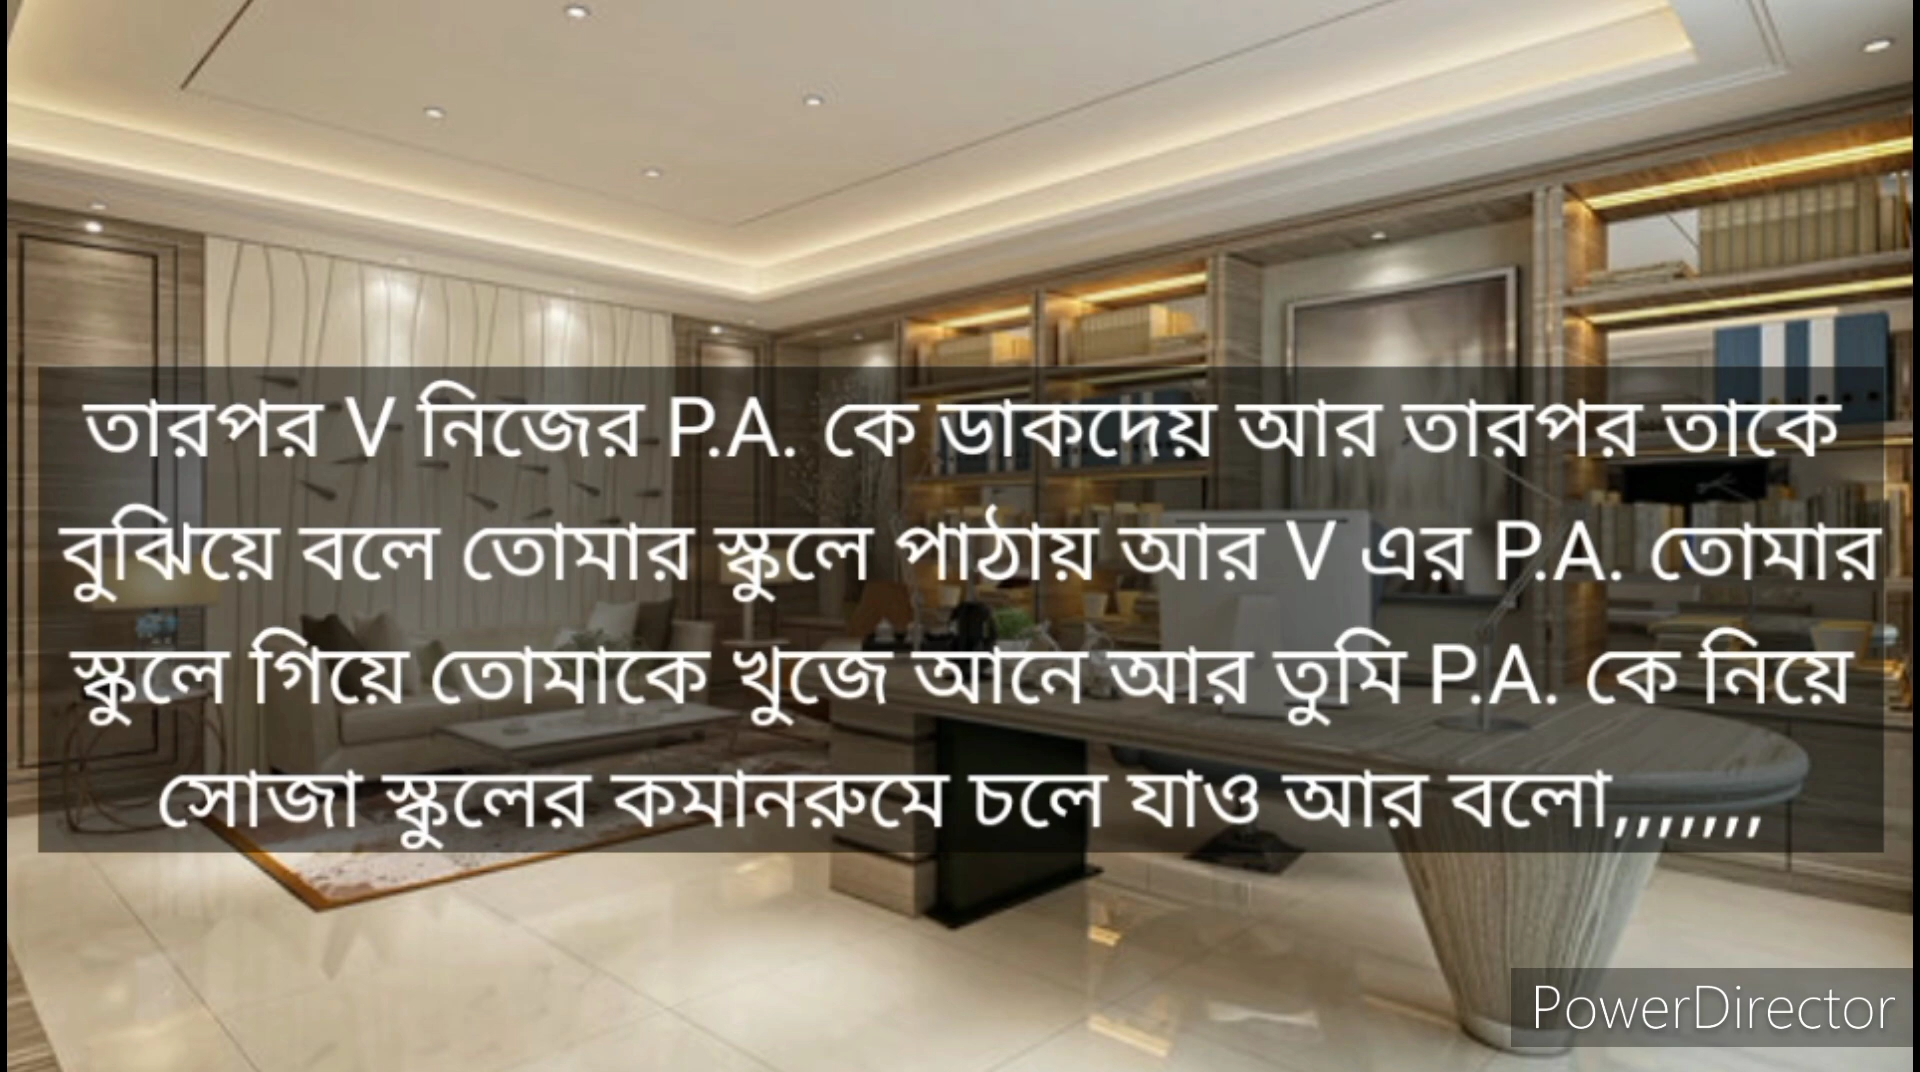 তারপর V নিজের P.A. কে ডাকদেয় আর তারপর তাকে
বুঝিয়ে বলে তোমার স্কুলে পাঠায় আর V এর P.A. তোমার
স্কুলে গিয়ে তোমাকে খুজে আনে আর তুমি P.A. কে নিয়ে
সোজা স্কুলের কমানরুমে চলে যাও আর বলো,,,,,,,
PowerDirector